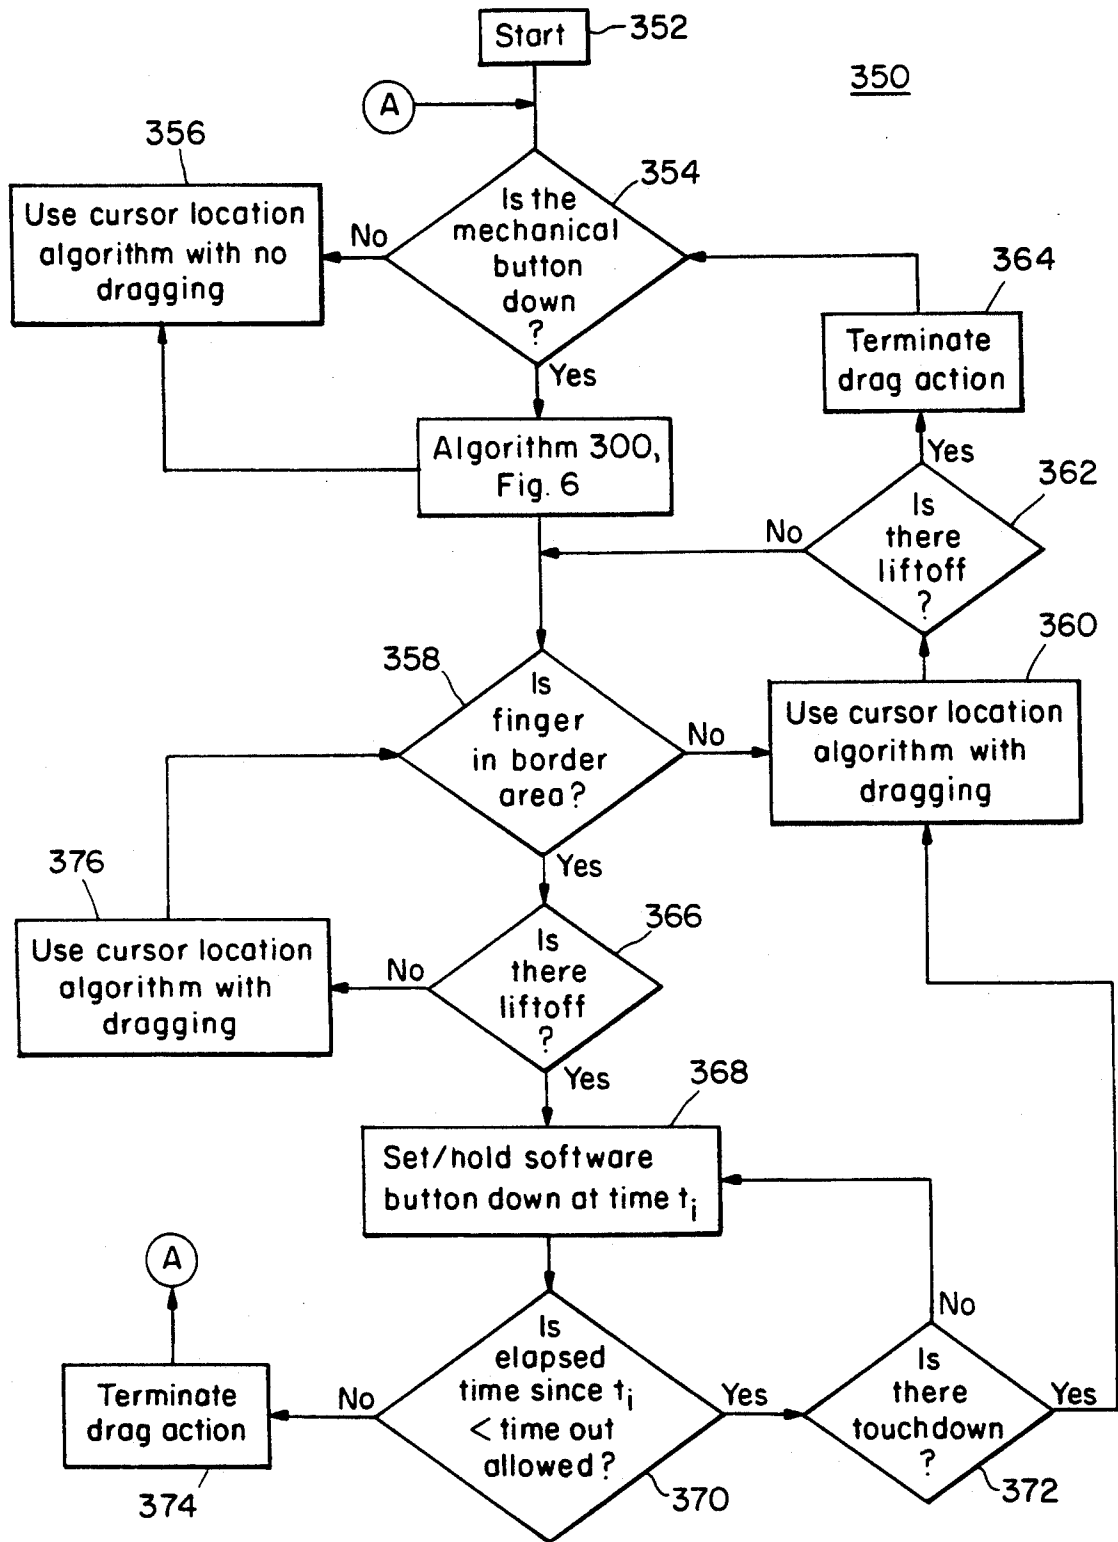 Start
352
350
A
356
354
Is the
mechanical
button
down
?
No
Yes
Use cursor location
algorithm with no
dragging
364
Terminate
drag action
Algorithm 300,
Fig. 6
Yes
362
Is
there
liftoff
?
No
358
Is
finger
in border
area?
No
Yes
360
Use cursor location
algorithm with
dragging
376
Use cursor location
algorithm with
dragging
366
Is
there
liftoff
?
No
Yes
368
Set/hold software
button down at time ti
A
Terminate
drag action
374
No
Is
elapsed
time since ti
< time out
allowed?
370
Yes
No
Is
there
touchdown
?
Yes
372